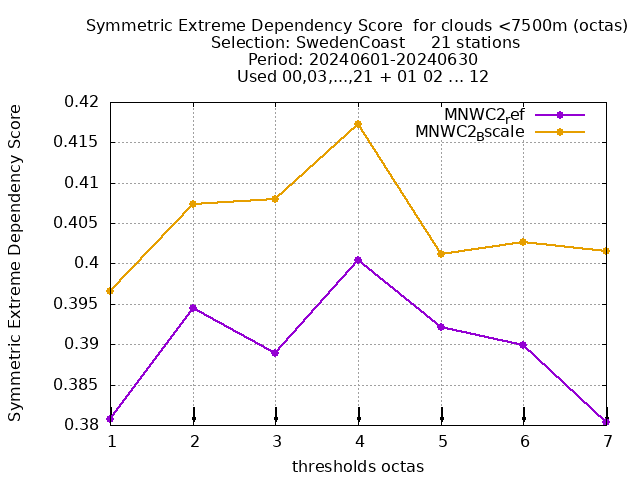 Symmetric Extreme Dependency Score  for clouds <7500m (octas)
Selection: SwedenCoast     21 stations
Period: 20240601-20240630
Used 00,03,...,21 + 01 02 ... 12
Symmetric Extreme Dependency Score
0.42
0.415
0.41
0.405
0.4
0.395
0.39
0.385
0.38
MNWC2ref
MNWC2Bscale
1 2 3 4 5 6 7
thresholds octas